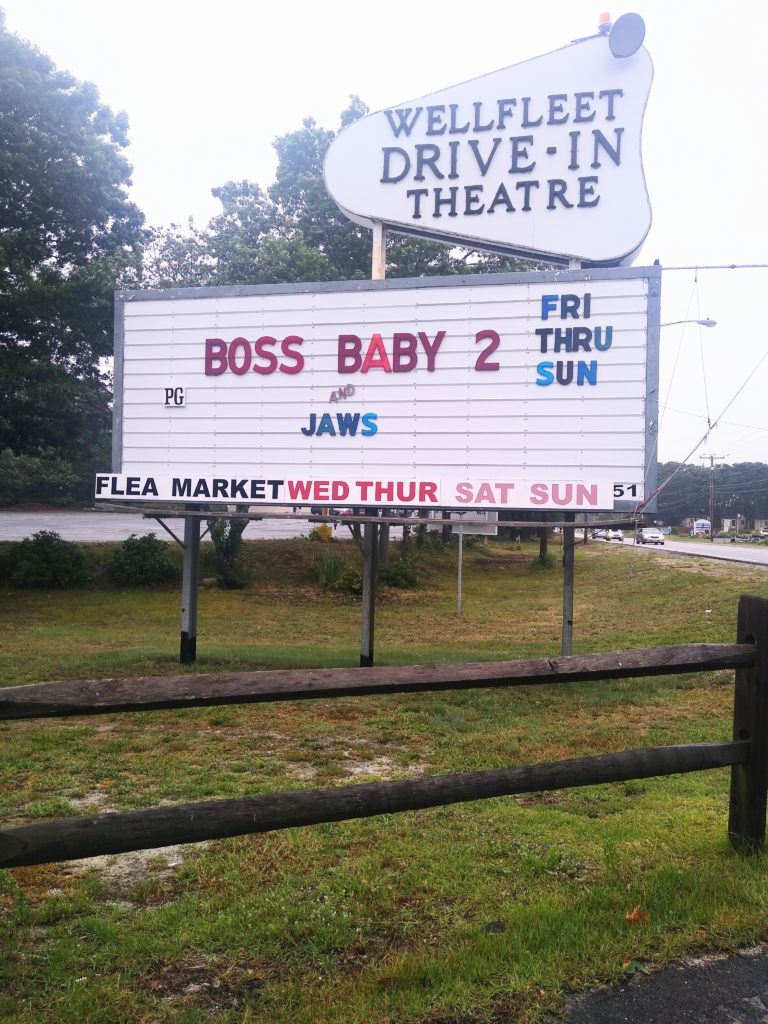 WELLFLEET
DRIVE-IN
THEATRE
BOSS BABY 2
FRI
THRU
SUN
PG
AND
JAWS
FLEA MARKET WED THUR SAT SUN 51